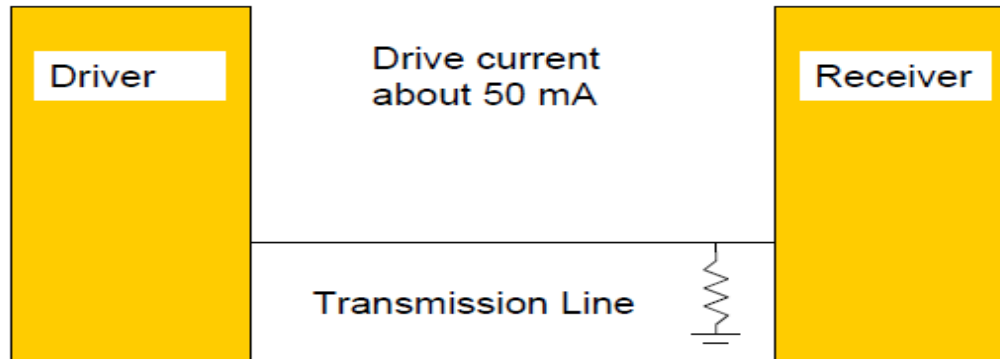 Driver
Drive current
about 50 mA
Receiver
Transmission Line